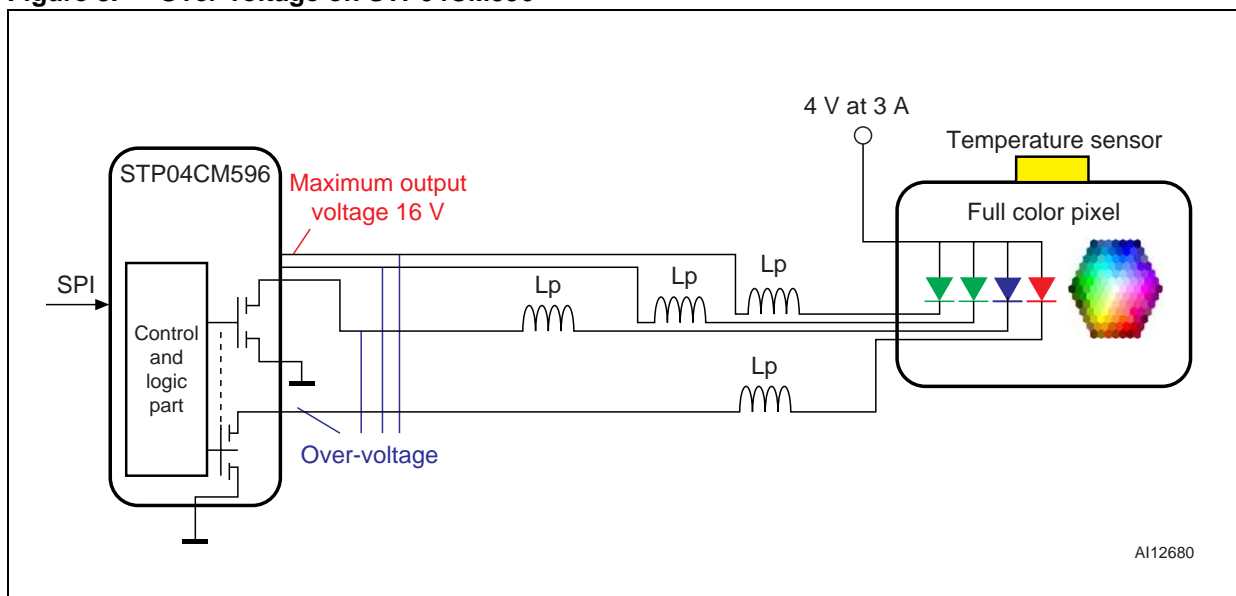 4 V at 3 A
Temperature sensor
STP04CM596
Maximum output
voltage 16 V
Full color pixel
SPI
Lp
Lp
Lp
Control
and
logic
part
Lp
Over-voltage
AI12680